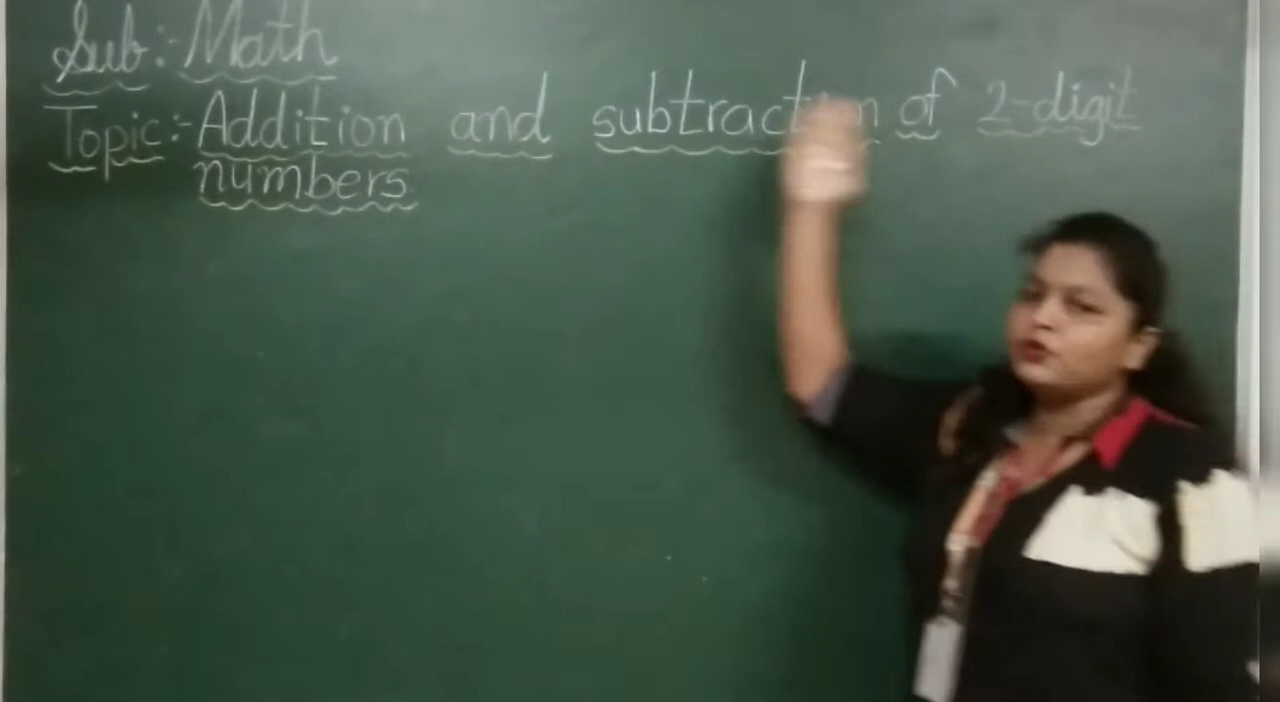 Sub:- Math
Topic:- Addition and subtraction of 2-digit
numbers